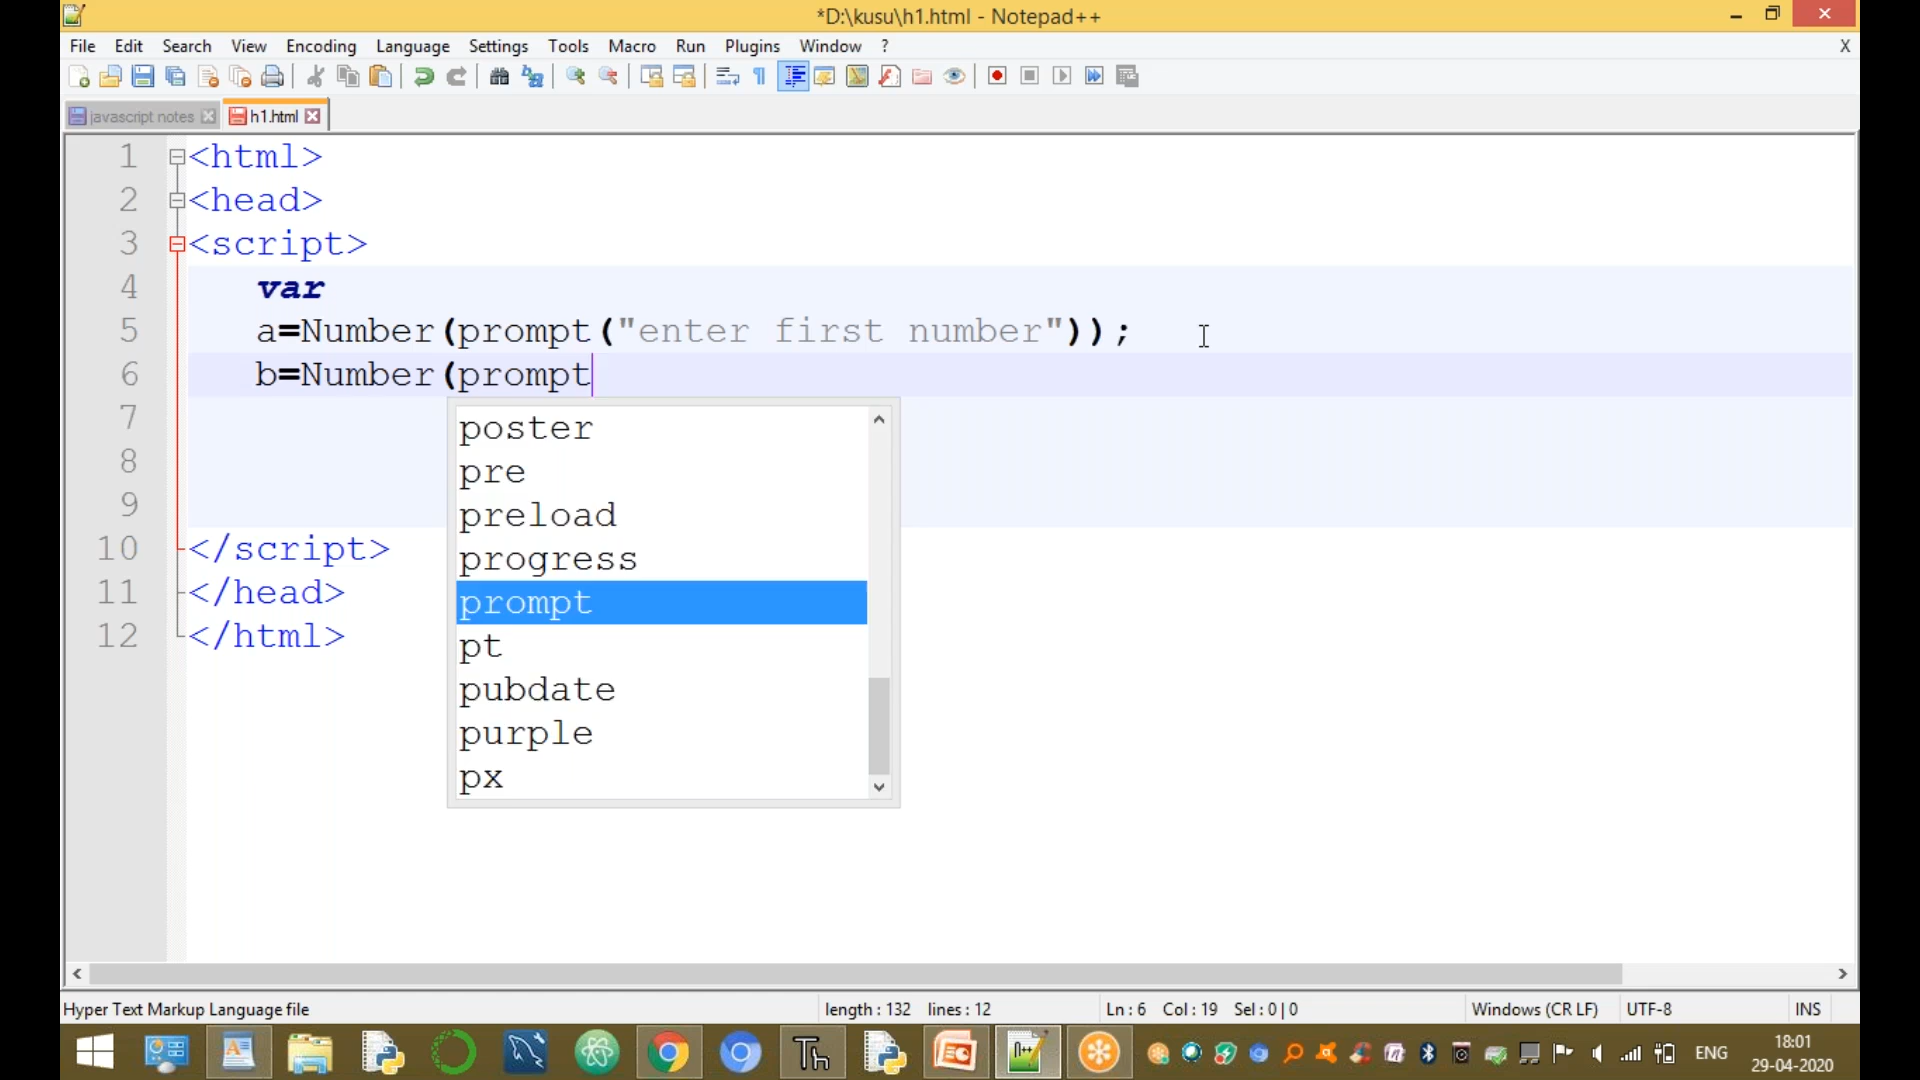 *D:\kusu\h1.html - Notepad++
File Edit Search View Encoding Language Settings Tools Macro Run Plugins Window ? X
javascript notes h1.html
1 <html>
2 <head>
3 <script>
4 var
5 a=Number(prompt("enter first number"));
6 b=Number(prompt
7
8
9
10 </script>
11 </head>
12 </html>
poster
pre
preload
progress
prompt
pt
pubdate
purple
px
Hyper Text Markup Language file length : 132 lines : 12 Ln : 6 Col : 19 Sel : 0 | 0 Windows (CR LF) UTF-8 INS
Th ENG 18:01
29-04-2020